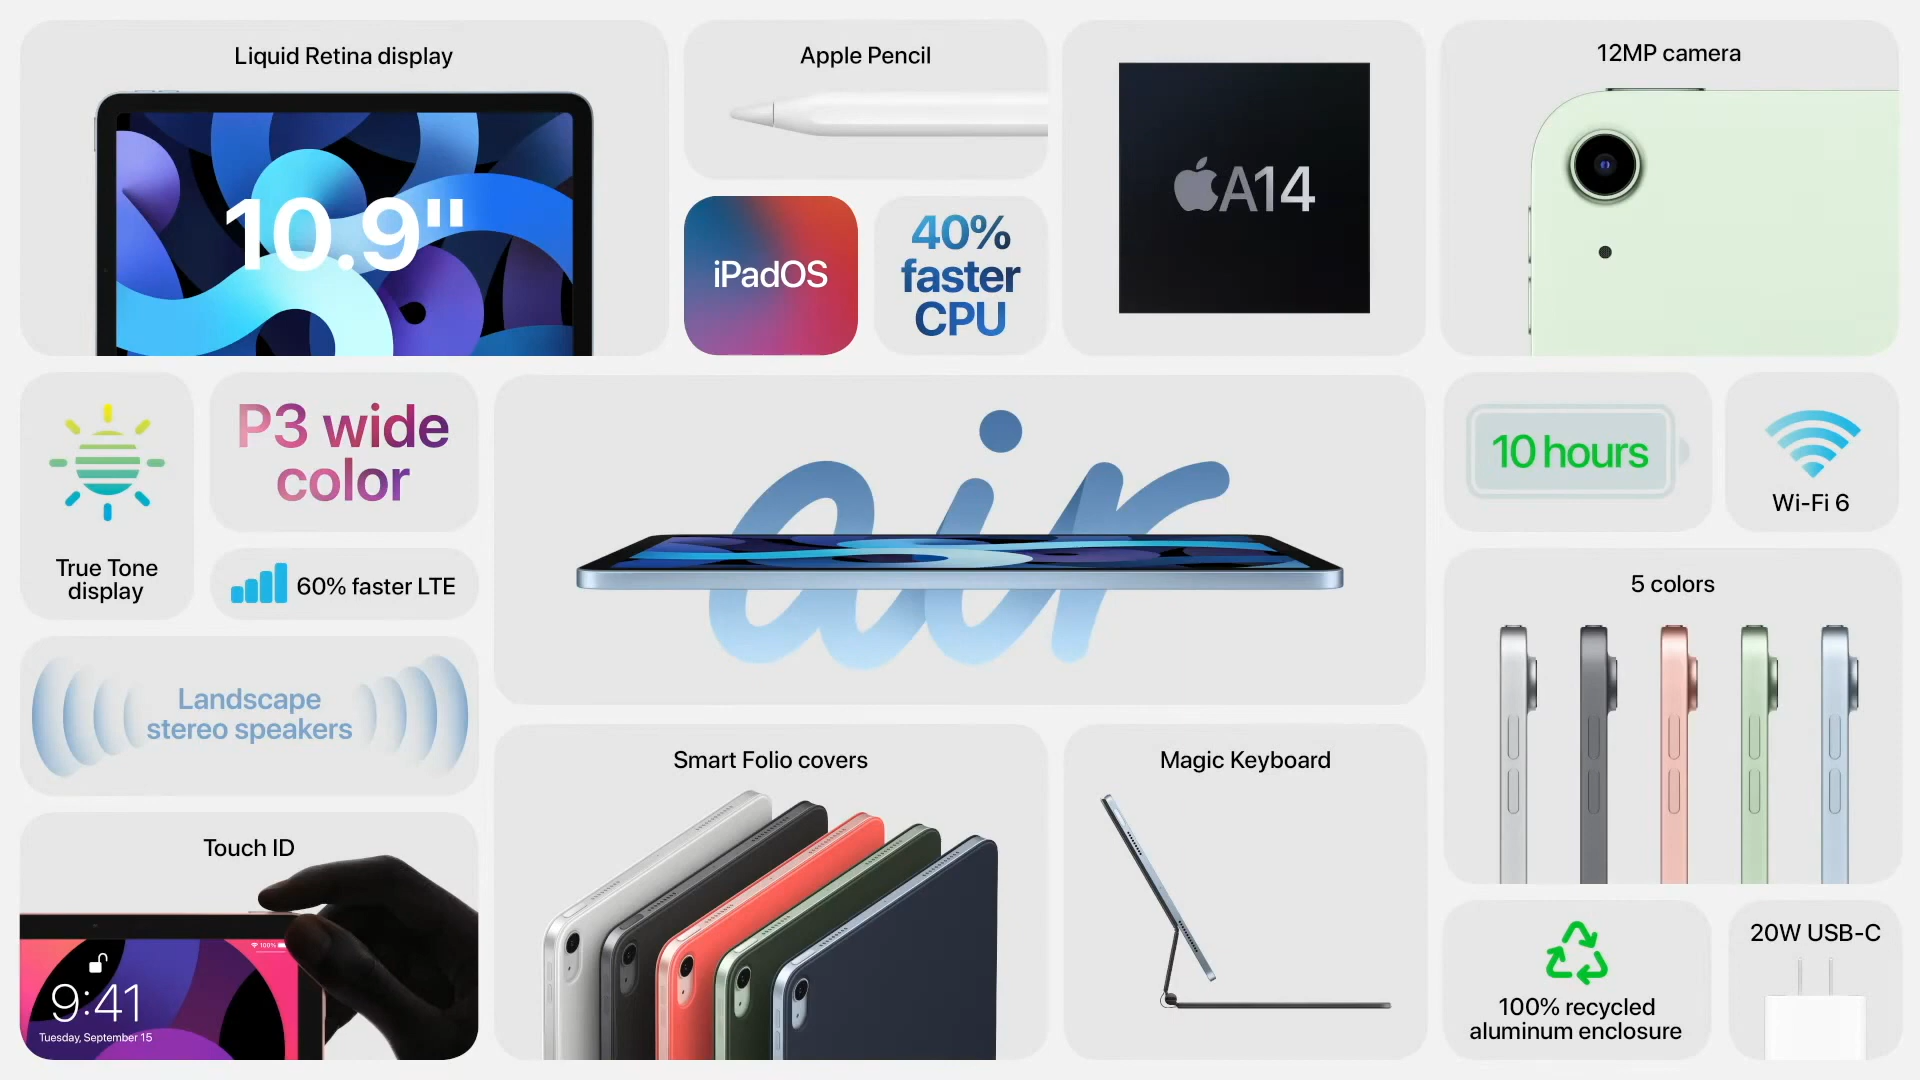 Liquid Retina display
10.9"
Apple Pencil
iPadOS
40%
faster
CPU
A14
12MP camera
True Tone
display
P3 wide
color
60% faster LTE
air
10 hours
Wi-Fi 6
5 colors
Landscape
stereo speakers
Touch ID
100%
9:41
Tuesday, September 15
Smart Folio covers
Magic Keyboard
100% recycled
aluminum enclosure
20W USB-C